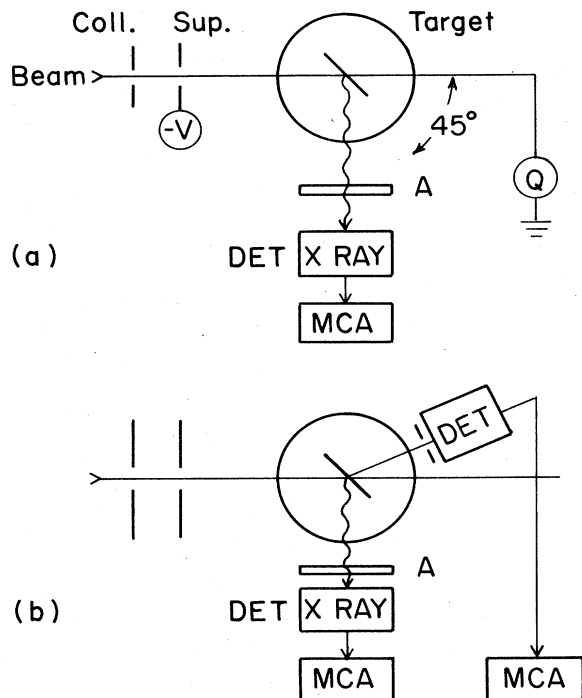 Coll. Sup. Target
Beam
-V
45°
Q
A
(a)
DET X RAY
MCA
DET
A
(b)
DET X RAY
MCA MCA